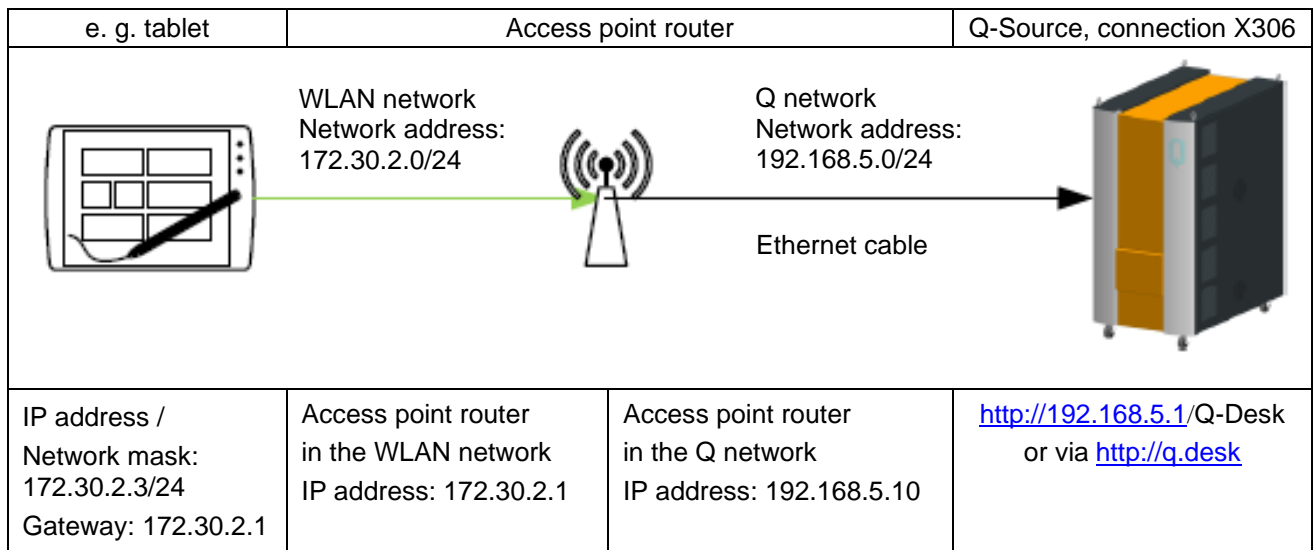 e. g. tablet
Access point router
Q-Source, connection X306
WLAN network
Network address:
172.30.2.0/24
Q network
Network address:
192.168.5.0/24
Ethernet cable
Q
IP address /
Network mask:
172.30.2.3/24
Gateway: 172.30.2.1
Access point router
in the WLAN network
IP address: 172.30.2.1
Access point router
in the Q network
IP address: 192.168.5.10
http://192.168.5.1/Q-Desk
or via http://q.desk